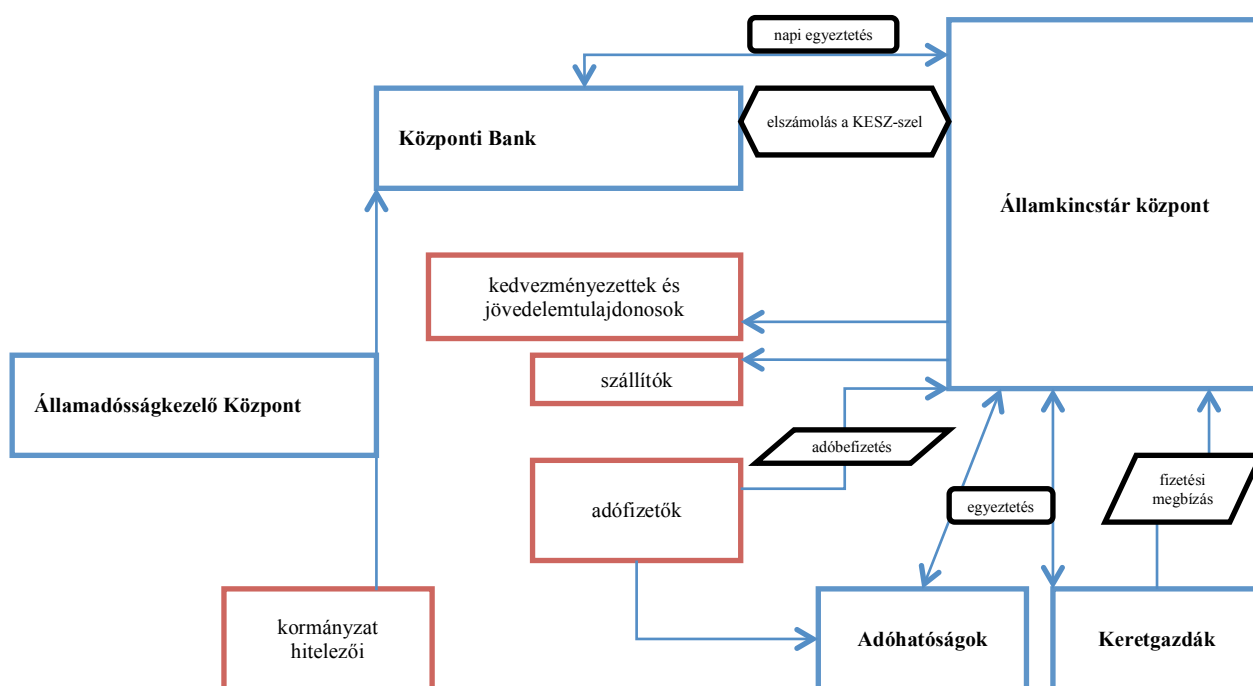 napi egyeztetés
Központi Bank
elszámolás a KESZ-szel
Államkincstár központ
kedvezményezettek és
jövedelemtulajdonosok
szállítók
Államadósságkezelő Központ
adóbefizetés
adófizetők
egyeztetés
fizetési
megbízás
kormányzat
hitelezői
Adóhatóságok
Keretgazdák